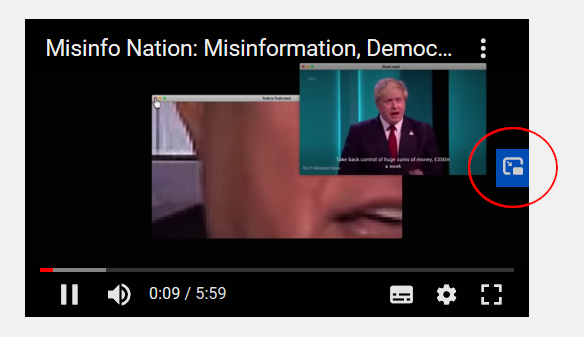 Misinfo Nation: Misinformation, Democ...
Take back control of huge sums of money, £350m
a week
0:09 / 5:59